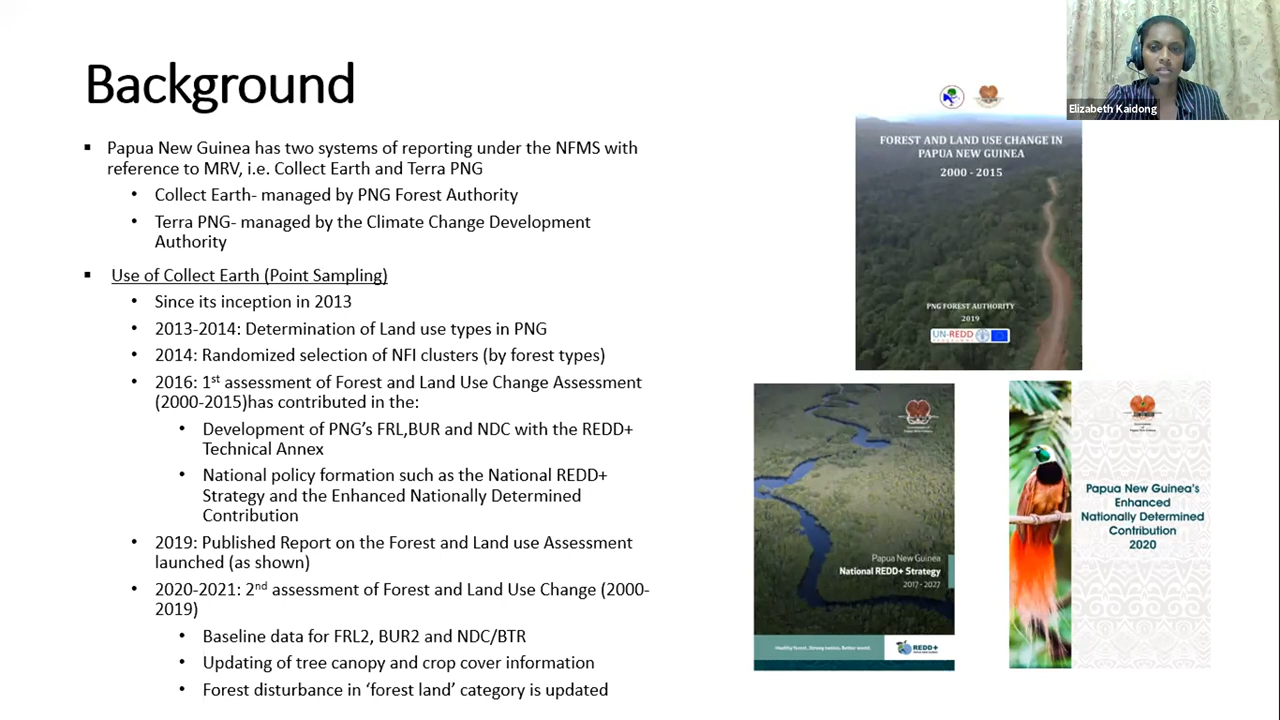 Background
▪ Papua New Guinea has two systems of reporting under the NFMS with
reference to MRV, i.e. Collect Earth and Terra PNG
• Collect Earth- managed by PNG Forest Authority
• Terra PNG- managed by the Climate Change Development
Authority
▪ Use of Collect Earth (Point Sampling)
• Since its inception in 2013
• 2013-2014: Determination of Land use types in PNG
• 2014: Randomized selection of NFI clusters (by forest types)
• 2016: 1st assessment of Forest and Land Use Change Assessment
(2000-2015)has contributed in the:
• Development of PNG's FRL,BUR and NDC with the REDD+
Technical Annex
• National policy formation such as the National REDD+
Strategy and the Enhanced Nationally Determined
Contribution
• 2019: Published Report on the Forest and Land use Assessment
launched (as shown)
• 2020-2021: 2nd assessment of Forest and Land Use Change (2000-
2019)
• Baseline data for FRL2, BUR2 and NDC/BTR
• Updating of tree canopy and crop cover information
• Forest disturbance in 'forest land' category is updated
Elizabeth Kaidong
FOREST AND LAND USE CHANGE IN
PAPUA NEW GUINEA
2000 - 2015
PNG FOREST AUTHORITY
2019
UN-REDD
Papua New Guinea
National REDD+ Strategy
2017 - 2027
Healthy forest, Strong nation, Better world.
REDD+
Papua New Guinea's
Enhanced
Nationally Determined
Contribution
2020